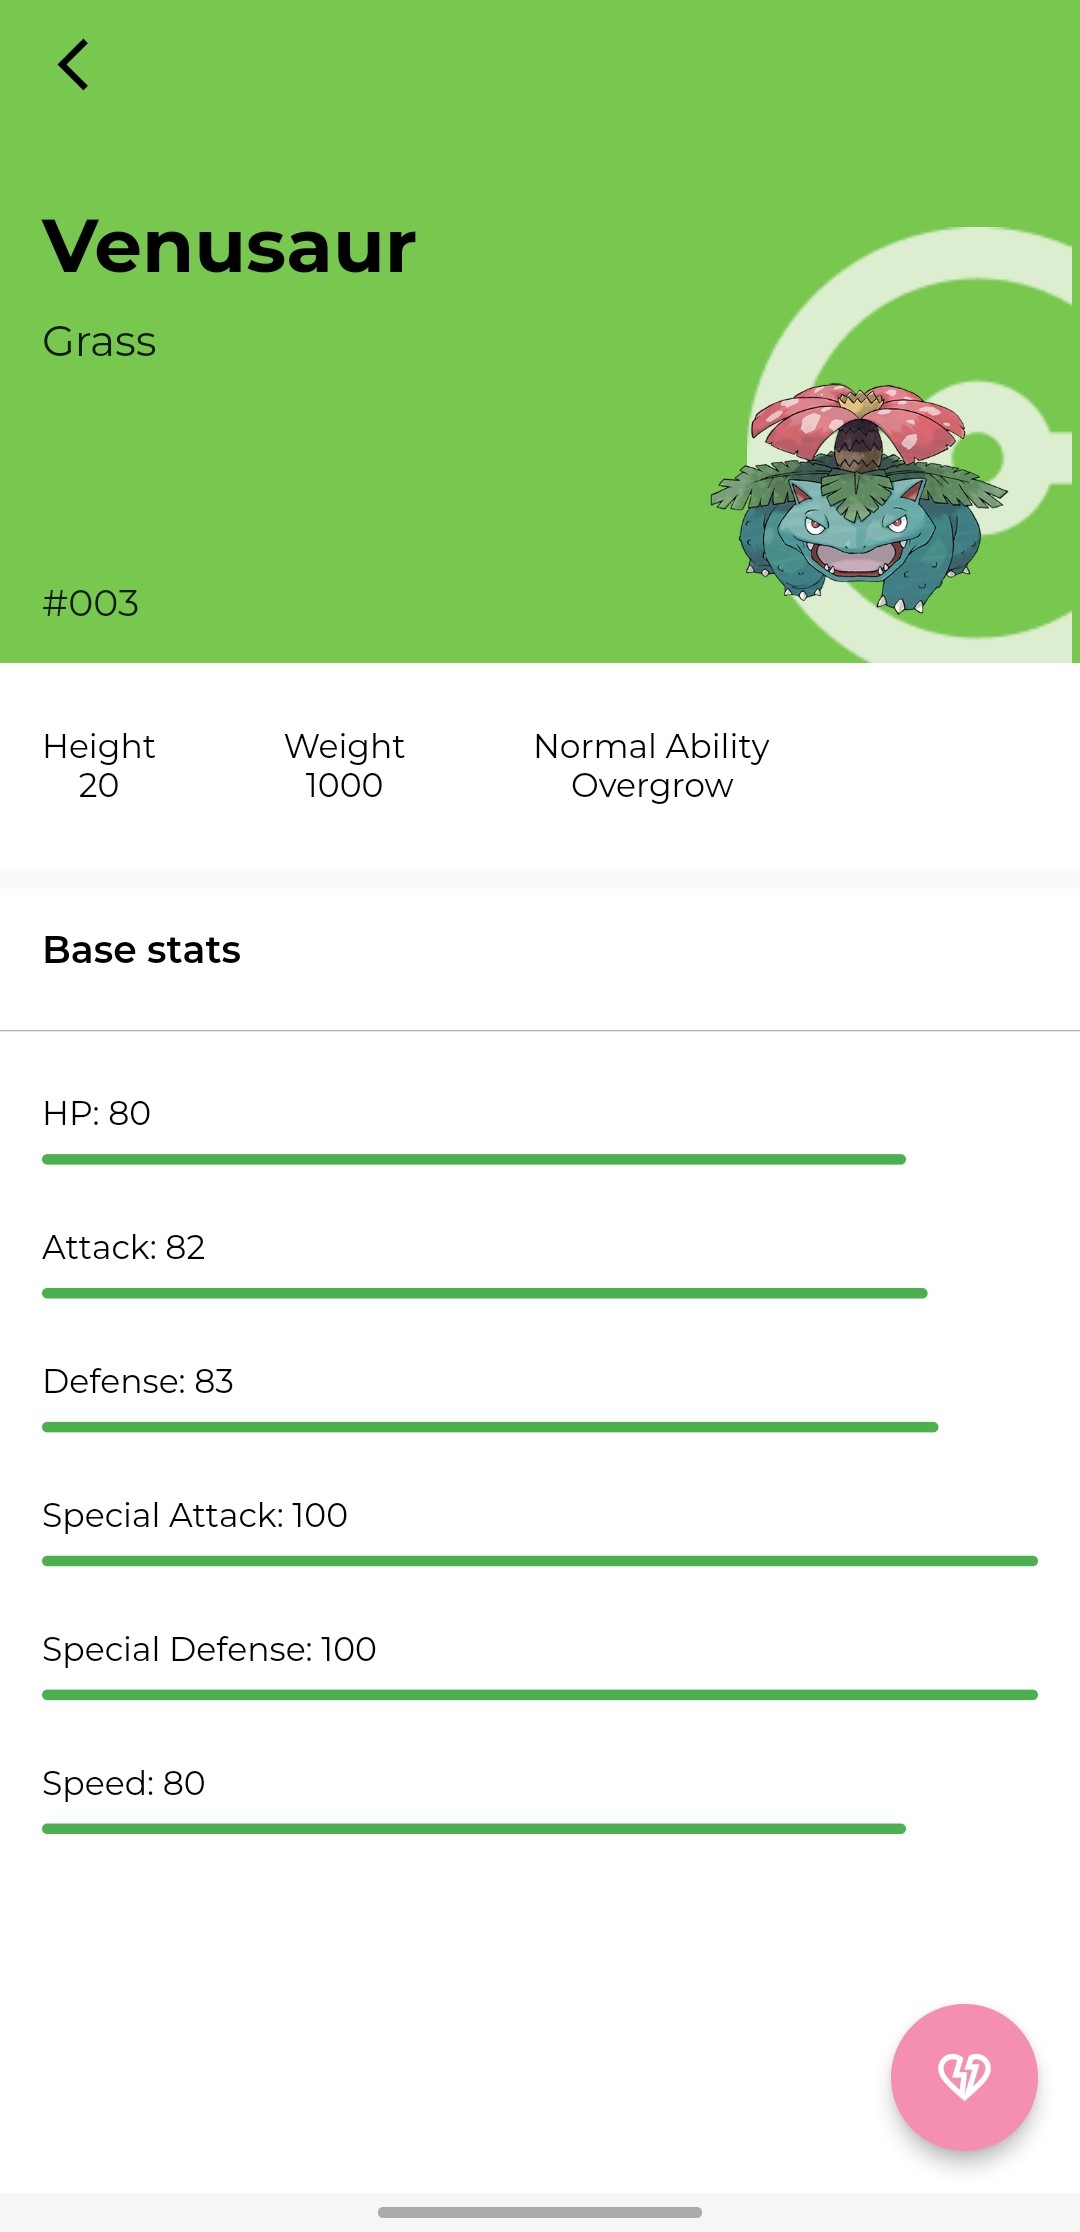 Venusaur
Grass
#003
Height Weight Normal Ability
20 1000 Overgrow
Base stats
HP: 80
Attack: 82
Defense: 83
Special Attack: 100
Special Defense: 100
Speed: 80